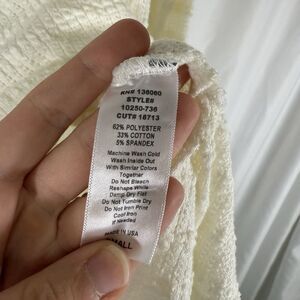 RN# 136060
STYLE#
10250-736
CUT# 18713
62% POLYESTER
33% COTTON
5% SPANDEX
Machine Wash Cold
Wash Inside Out
With Similar Colors
Together
Do Not Bleach
Reshape While
Damp Dry Flat
Do Not Tumble Dry
Do Not Iron Print
Cool Iron
If Needed
MADE IN USA
SMALL